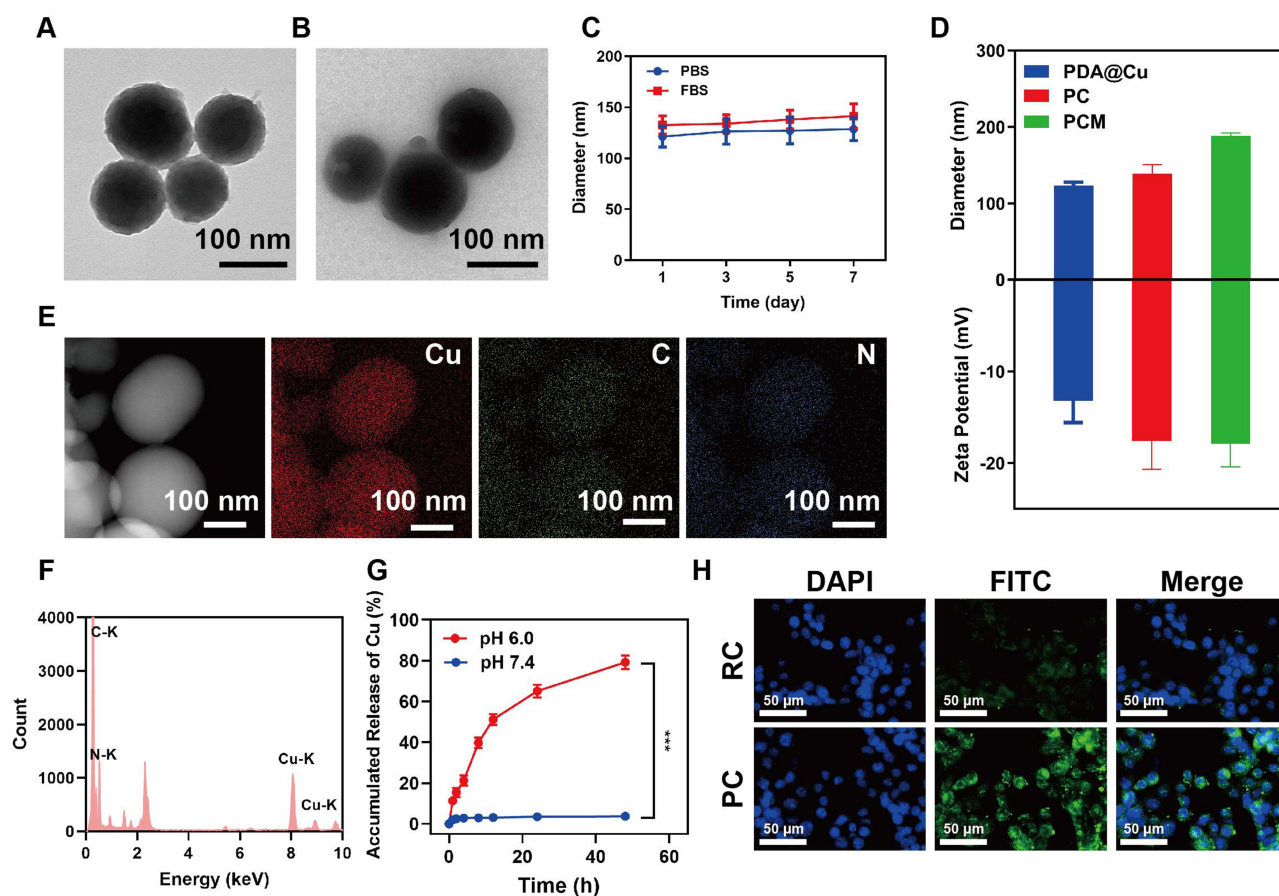 A
100 nm
B
100 nm
C
PBS
FBS
200
150
100
50
0
Diameter (nm)
1 3 5 7
Time (day)
D
PDA@Cu
PC
PCM
300
200
100
0
-10
-20
Diameter (nm)
Zeta Potential (mV)
E
100 nm
Cu
100 nm
C
100 nm
N
100 nm
F
4000
3000
2000
1000
0
Count
C-K
N-K
Cu-K
Cu-K
0 2 4 6 8 10
Energy (keV)
G
Accumulated Release of Cu (%)
100
80
60
40
20
0
pH 6.0
pH 7.4
***
0 20 40 60
Time (h)
H
DAPI FITC Merge
RC
50 µm 50 µm 50 µm
PC
50 µm 50 µm 50 µm